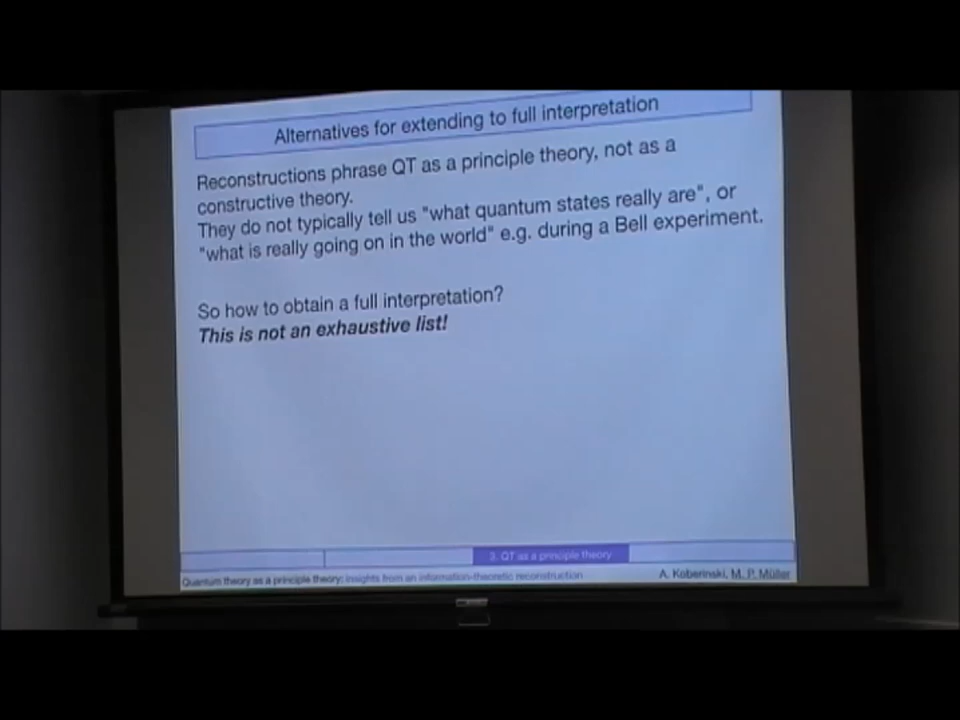 Alternatives for extending to full interpretation
Reconstructions phrase QT as a principle theory, not as a
constructive theory.
They do not typically tell us "what quantum states really are", or
"what is really going on in the world" e.g. during a Bell experiment.
So how to obtain a full interpretation?
This is not an exhaustive list!
3. QT as a principle theory
Quantum theory as a principle theory: insights from an information-theoretic reconstruction
A. Koberinski, M. P. Müller